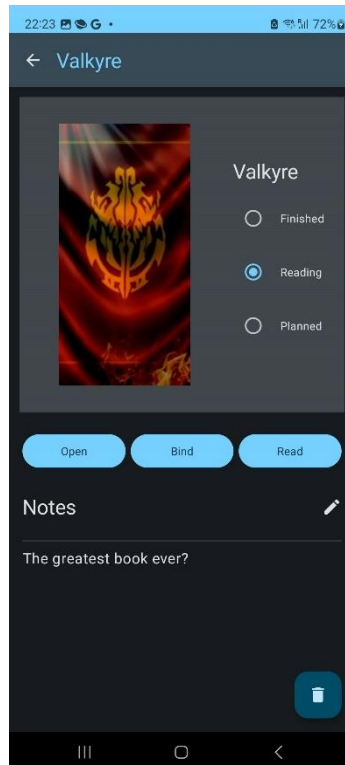 22:23 G
72%
Valkyre
Valkyre
Finished
Reading
Planned
Open Bind Read
Notes
The greatest book ever?